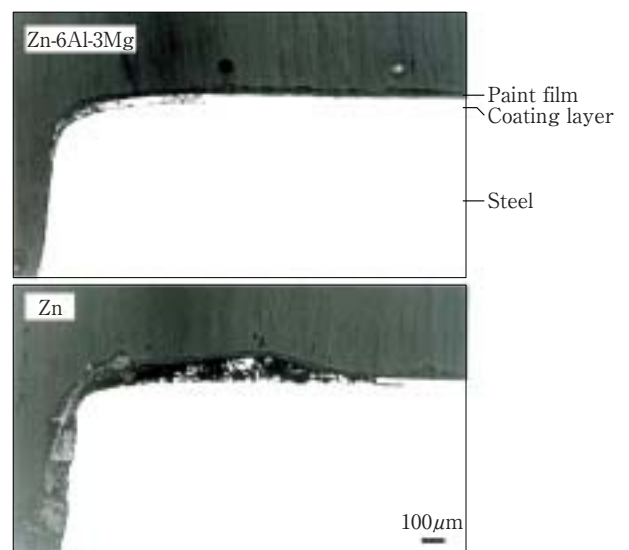 Zn-6Al-3Mg
Paint film
Coating layer
Steel
Zn
100μm